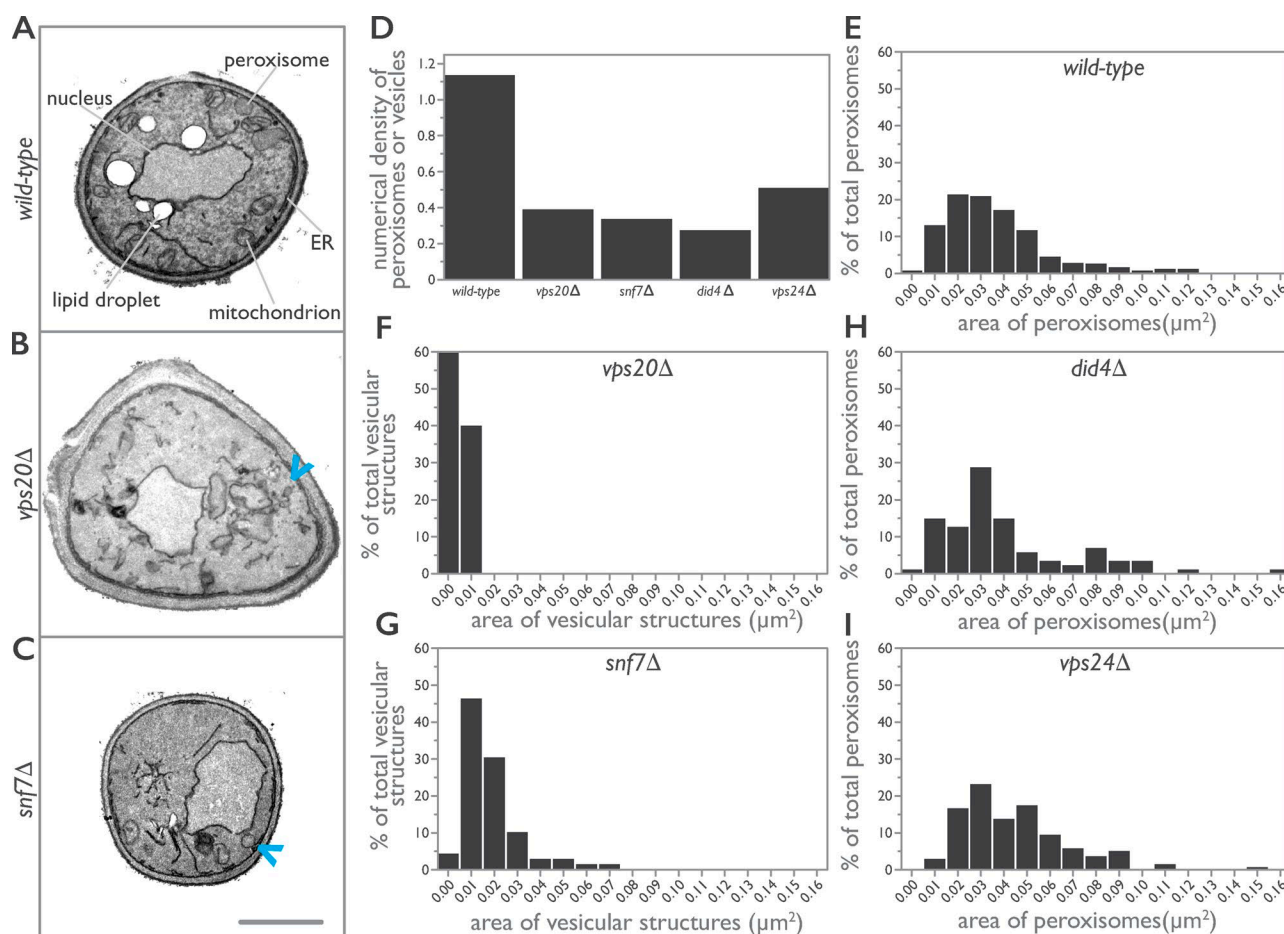 A
wild-type
peroxisome
nucleus
ER
lipid droplet
mitochondrion
B
vps20Δ
C
snf7Δ
D
numerical density of
peroxisomes or vesicles
1.2
1.0
0.8
0.6
0.4
0.2
0
wild-type vps20Δ snf7Δ did4Δ vps24Δ
E
wild-type
% of total peroxisomes
60
50
40
30
20
10
0
0.00 0.01 0.02 0.03 0.04 0.05 0.06 0.07 0.08 0.09 0.10 0.11 0.12 0.13 0.14 0.15 0.16
area of peroxisomes(µm²)
F
vps20Δ
% of total vesicular
structures
60
50
40
30
20
10
0
0.00 0.01 0.02 0.03 0.04 0.05 0.06 0.07 0.08 0.09 0.10 0.11 0.12 0.13 0.14 0.15 0.16
area of vesicular structures (µm²)
H
did4Δ
% of total peroxisomes
60
50
40
30
20
10
0
0.00 0.01 0.02 0.03 0.04 0.05 0.06 0.07 0.08 0.09 0.10 0.11 0.12 0.13 0.14 0.15 0.16
area of peroxisomes(µm²)
G
snf7Δ
% of total vesicular
structures
60
50
40
30
20
10
0
0.00 0.01 0.02 0.03 0.04 0.05 0.06 0.07 0.08 0.09 0.10 0.11 0.12 0.13 0.14 0.15 0.16
area of vesicular structures (µm²)
I
vps24Δ
% of total peroxisomes
60
50
40
30
20
10
0
0.00 0.01 0.02 0.03 0.04 0.05 0.06 0.07 0.08 0.09 0.10 0.11 0.12 0.13 0.14 0.15 0.16
area of peroxisomes(µm²)